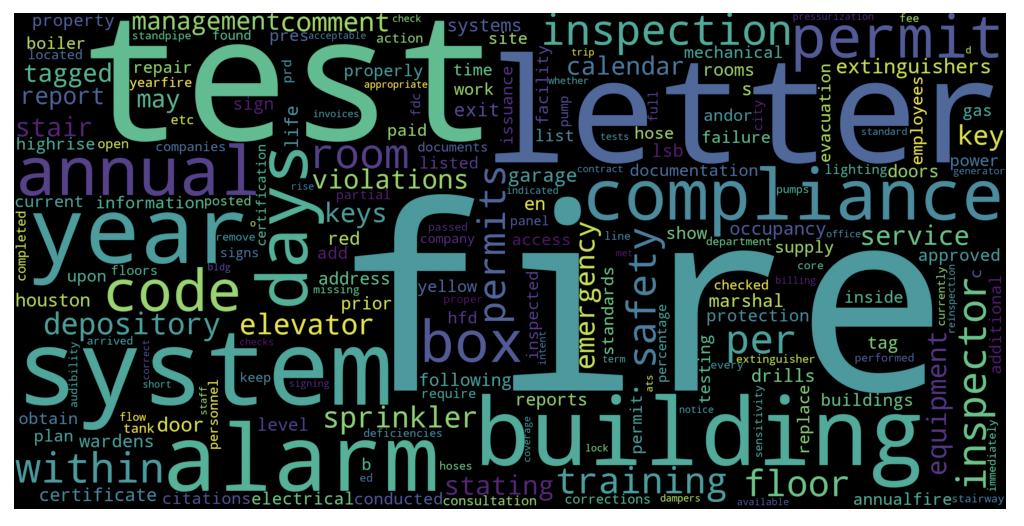 property
management
comment
check
systems
inspection
pressurization
fee
permit
boiler
standpipe
found
pres
acceptable
action
site
trip
d
located
test
letter
mechanical
tagged
repair
prd
properly
time
calendar
rooms
extinguishers
yearfire
appropriate
whether
s
report
may
sign
invoices
fdc
work
issuance
facility
pump
full
city
evacuation
employees
standard
gas
stair
etc
life
paid
exit
list
tests
andor
hose
failure
key
highrise
open
companies
days
room
documents
lsb
lighting
doors
power
annual
certification
rise
listed
contract
documentation
generator
violations
garage
indicated
pumps
current
information
posted
partial
en
compliance
completed
year
o
remove
keys
passed
company
panel
permits
access
line
occupancy
office
signs
bldg
red
add
fire
met
show
department
supply
service
upon
floors
code
address
missing
yellow
proper
emergency
standards
safety
core
billing
approved
houston
prior
hfd
inspected
checked
marshal
inside
currently
reinspection
inspector
c
additional
depository
elevator
box
intent
percentage
protection
per
tag
performed
audibility
arrived
correct
checks
system
following
term
ats
every
extinguisher
drills
equipment
immediately
short
keep
signing
require
testing
sprinkler
reports
permit
notice
sensitivity
replace
buildings
obtain
flow
tank
staff
personnel
door
level
deficiencies
building
plan
wardens
alarm
b
ed
hoses
stating
coverage
lock
training
floor
within
certificate
citations
electrical
conducted
consultation
corrections
dampers
available
annualfire
stairway